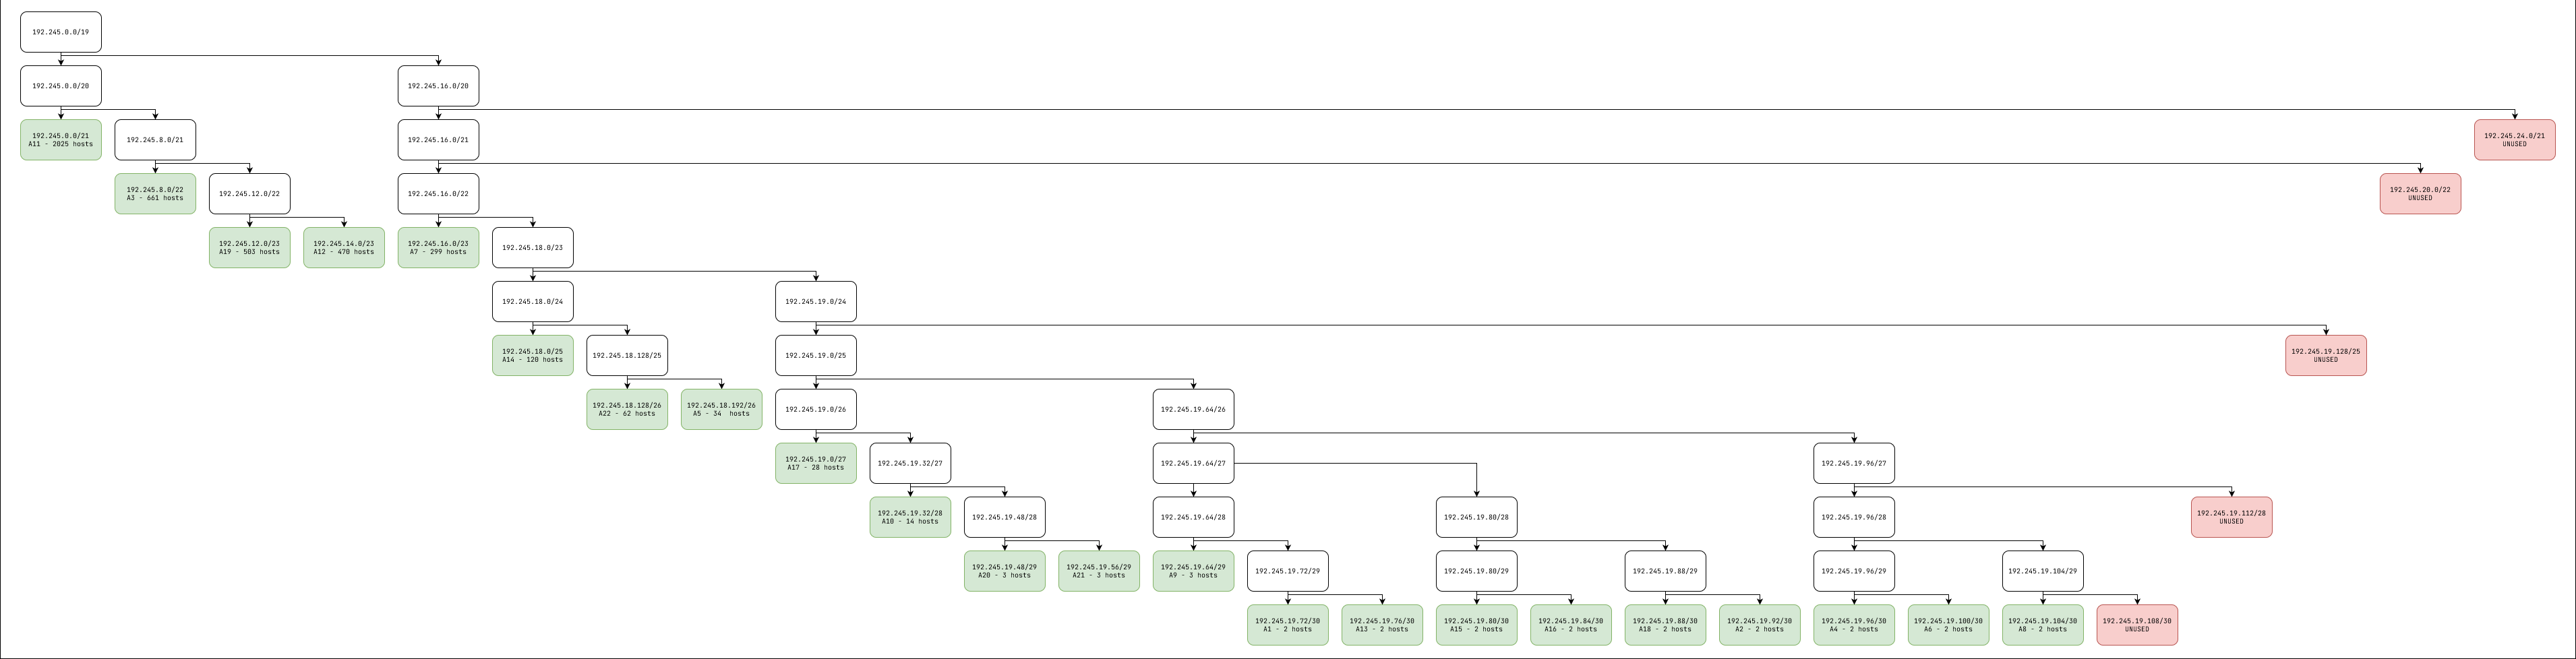 192.245.0.0/19
192.245.0.0/20
192.245.16.0/20
192.245.0.0/21
A11 - 2025 hosts
192.245.8.0/21
192.245.16.0/21
192.245.24.0/21
UNUSED
192.245.8.0/22
A3 - 661 hosts
192.245.12.0/22
192.245.16.0/22
192.245.20.0/22
UNUSED
192.245.12.0/23
A19 - 503 hosts
192.245.14.0/23
A12 - 470 hosts
192.245.16.0/23
A7 - 299 hosts
192.245.18.0/23
192.245.18.0/24
192.245.19.0/24
192.245.18.0/25
A14 - 120 hosts
192.245.18.128/25
192.245.19.0/25
192.245.19.128/25
UNUSED
192.245.18.128/26
A22 - 62 hosts
192.245.18.192/26
A5 - 34 hosts
192.245.19.0/26
192.245.19.64/26
192.245.19.0/27
A17 - 28 hosts
192.245.19.32/27
192.245.19.64/27
192.245.19.96/27
192.245.19.32/28
A10 - 14 hosts
192.245.19.48/28
192.245.19.64/28
192.245.19.80/28
192.245.19.96/28
192.245.19.112/28
UNUSED
192.245.19.48/29
A20 - 3 hosts
192.245.19.56/29
A21 - 3 hosts
192.245.19.64/29
A9 - 3 hosts
192.245.19.72/29
192.245.19.80/29
192.245.19.88/29
192.245.19.96/29
192.245.19.104/29
192.245.19.72/30
A1 - 2 hosts
192.245.19.76/30
A13 - 2 hosts
192.245.19.80/30
A15 - 2 hosts
192.245.19.84/30
A16 - 2 hosts
192.245.19.88/30
A18 - 2 hosts
192.245.19.92/30
A2 - 2 hosts
192.245.19.96/30
A4 - 2 hosts
192.245.19.100/30
A6 - 2 hosts
192.245.19.104/30
A8 - 2 hosts
192.245.19.108/30
UNUSED